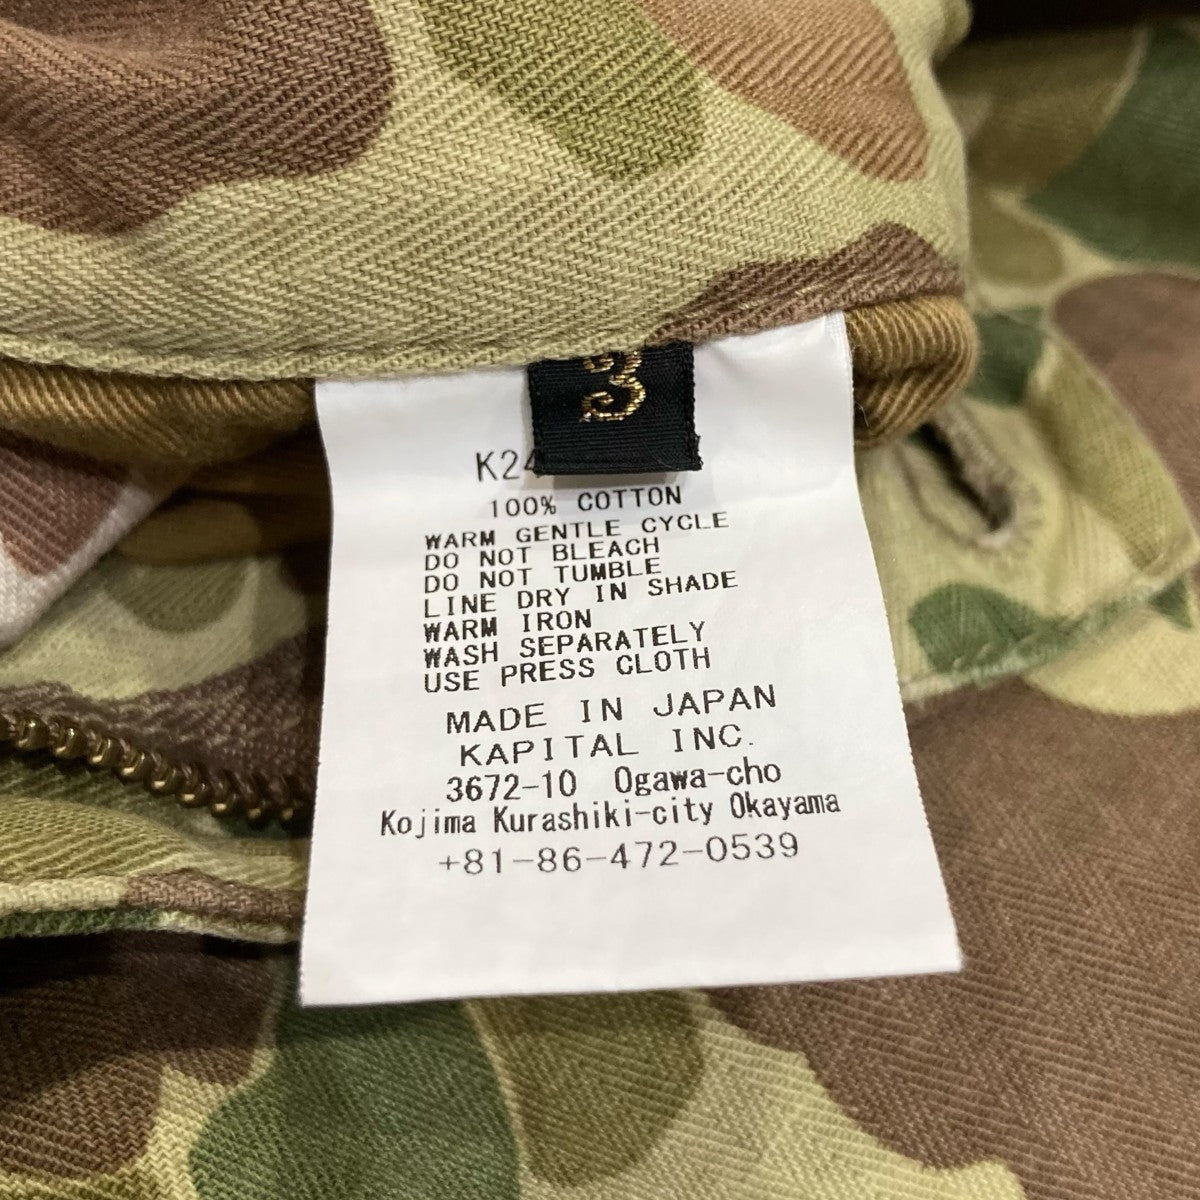 3
100% COTTON
WARM GENTLE CYCLE
DO NOT BLEACH
DO NOT TUMBLE
LINE DRY IN SHADE
WARM IRON
WASH SEPARATELY
USE PRESS CLOTH
MADE IN JAPAN
KAPITAL INC.
3672-10 Ogawa-cho
Kojima Kurashiki-city Okayama
+81-86-472-0539